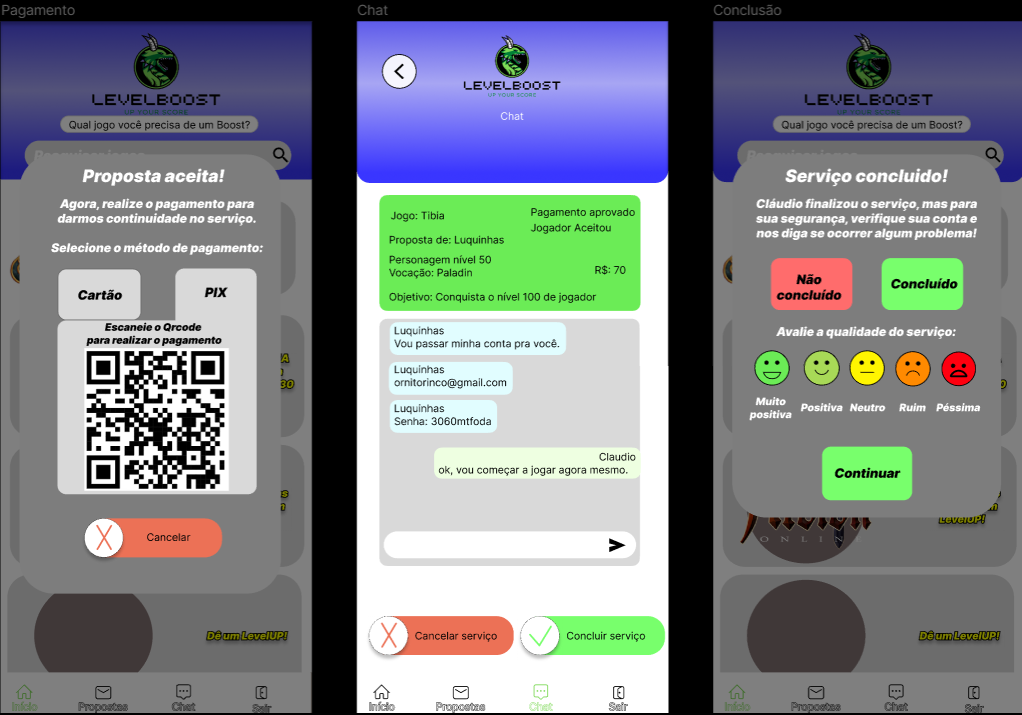 Pagamento
LEVELBOOST
UP YOUR SCORE
Qual jogo você precisa de um Boost?
Pesquisar jogos
Proposta aceita!
Agora, realize o pagamento para
darmos continuidade no serviço.
Selecione o método de pagamento:
Cartão
PIX
Escaneie o Qrcode
para realizar o pagamento
Cancelar
Dê um LevelUP!
Início
Propostas
Chat
Sair
Chat
LEVELBOOST
UP YOUR SCORE
Chat
Jogo: Tibia
Pagamento aprovado
Jogador Aceitou
Proposta de: Luquinhas
Personagem nível 50
Vocação: Paladin
R$: 70
Objetivo: Conquista o nível 100 de jogador
Luquinhas
Vou passar minha conta pra você.
Luquinhas
ornitorinco@gmail.com
Luquinhas
Senha: 3060mtfoda
Claudio
ok, vou começar a jogar agora mesmo.
Cancelar serviço
Concluir serviço
Início
Propostas
Chat
Sair
Conclusão
LEVELBOOST
UP YOUR SCORE
Qual jogo você precisa de um Boost?
Pesquisar jogos
Serviço concluido!
Cláudio finalizou o serviço, mas para
sua segurança, verifique sua conta e
nos diga se ocorrer algum problema!
Não
concluído
Concluído
Avalie a qualidade do serviço:
Muito
positiva
Positiva
Neutro
Ruim
Péssima
Continuar
ONLINE
LevelUP!
Dê um LevelUP!
Início
Propostas
Chat
Sair